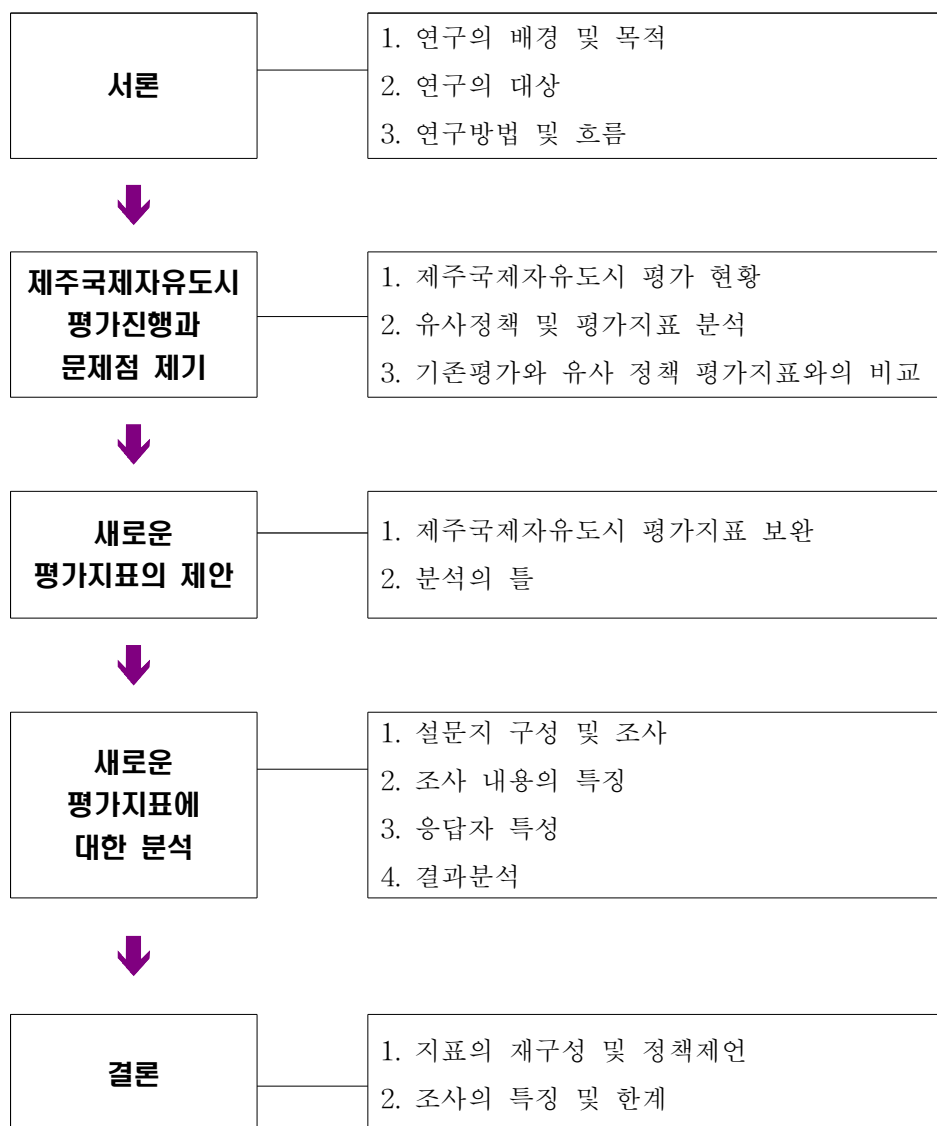 서론
1. 연구의 배경 및 목적
2. 연구의 대상
3. 연구방법 및 흐름
제주국제자유도시
평가진행과
문제점 제기
1. 제주국제자유도시 평가 현황
2. 유사정책 및 평가지표 분석
3. 기존평가와 유사 정책 평가지표와의 비교
새로운
평가지표의 제안
1. 제주국제자유도시 평가지표 보완
2. 분석의 틀
새로운
평가지표에
대한 분석
1. 설문지 구성 및 조사
2. 조사 내용의 특징
3. 응답자 특성
4. 결과분석
결론
1. 지표의 재구성 및 정책제언
2. 조사의 특징 및 한계